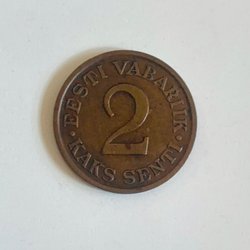 · EESTI VABARIIK ·
2
KAKS SENTI